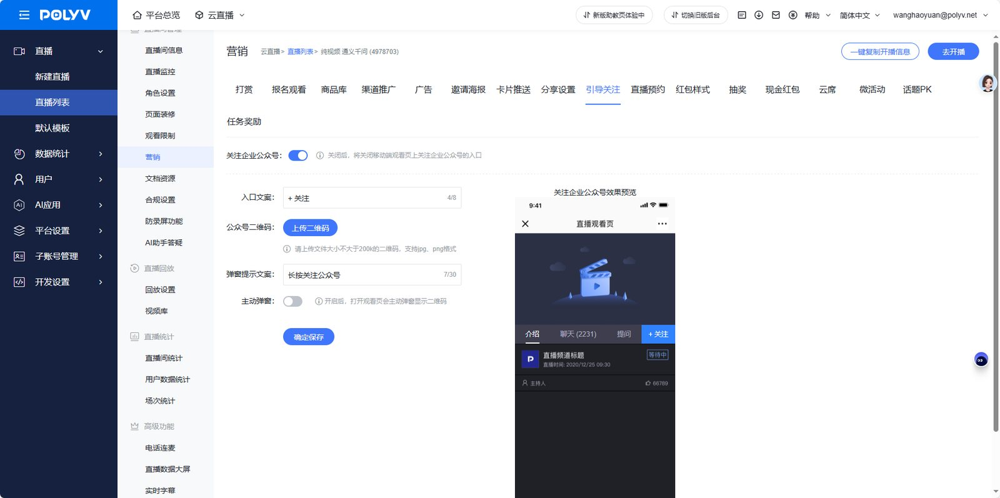 POLYV
平台总览
云直播
新版助教页体验中
切换旧版后台
帮助
简体中文
wanghaoyuan@polyv.net
直播
新建直播
直播列表
默认模板
数据统计
用户
AI应用
平台设置
子账号管理
开发设置
直播间管理
直播间信息
直播监控
角色设置
页面装修
观看限制
营销
文档资源
合规设置
防录屏功能
AI助手答疑
直播回放
回放设置
视频库
直播统计
直播间统计
用户数据统计
场次统计
高级功能
电话连麦
直播数据大屏
实时字幕
营销
云直播> 直播列表> 纯视频 通义千问 (4978703)
一键复制开播信息
去开播
打赏
报名观看
商品库
渠道推广
广告
邀请海报
卡片推送
分享设置
引导关注
直播预约
红包样式
抽奖
现金红包
云席
微活动
话题PK
任务奖励
关注企业公众号:
关闭后，将关闭移动端观看页上关注企业公众号的入口
入口文案:
+ 关注
4/8
公众号二维码:
上传二维码
请上传文件大小不大于200k的二维码，支持jpg、png格式
弹窗提示文案:
长按关注公众号
7/30
主动弹窗:
开启后，打开观看页会主动弹窗显示二维码
确定保存
关注企业公众号效果预览
9:41
直播观看页
介绍
聊天 (2231)
提问
+ 关注
直播频道标题
等待中
直播时间: 2020/12/25 09:30
主持人
66789